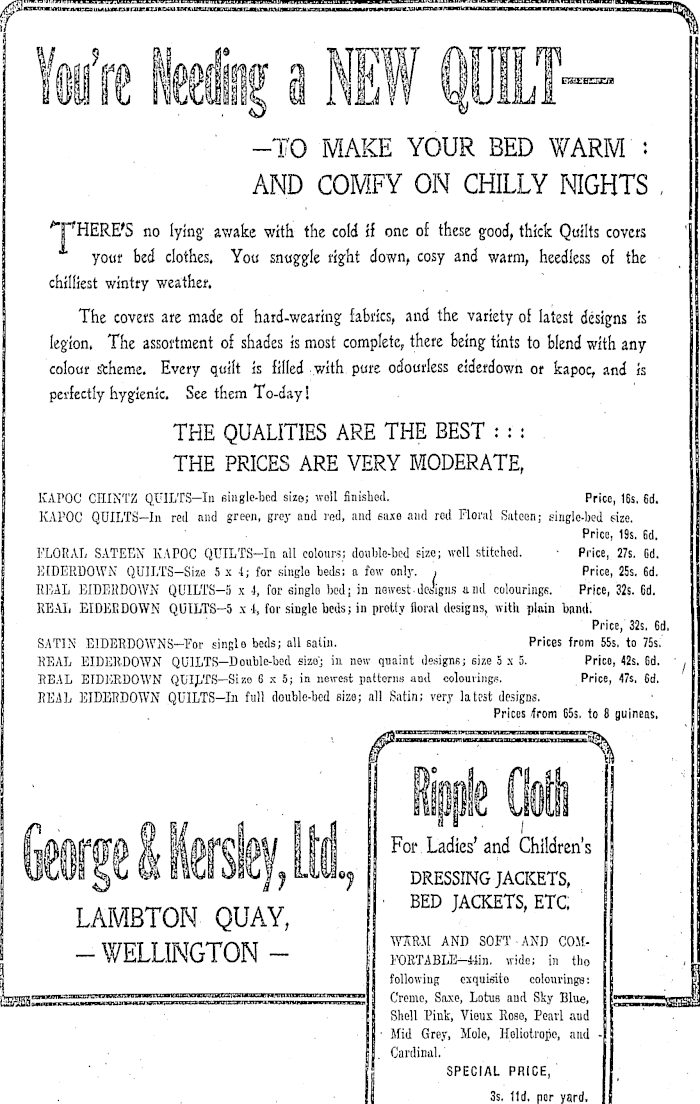 You're Needing a NEW QUILT—
—TO MAKE YOUR BED WARM :
AND COMFY ON CHILLY NIGHTS
THERE'S no lying awake with the cold if one of these good, thick Quilts covers
your bed clothes. You snuggle right down, cosy and warm, heedless of the
chilliest wintry weather.
The covers are made of hard-wearing fabrics, and the variety of latest designs is
legion. The assortment of shades is most complete, there being tints to blend with any
colour scheme. Every quilt is filled with pure odourless eiderdown or kapoc, and is
perfectly hygienic. See them To-day!
THE QUALITIES ARE THE BEST : : :
THE PRICES ARE VERY MODERATE,
KAPOC CHINTZ QUILTS—In single-bed size; well finished. Price, 16s. 6d.
KAPOC QUILTS—In red and green, grey and red, and saxe and red Floral Sateen; single-bed size.
Price, 19s. 6d.
FLORAL SATEEN KAPOC QUILTS—In all colours; double-bed size; well stitched. Price, 27s. 6d.
EIDERDOWN QUILTS—Size 5 x 4; for single beds; a few only. Price, 25s. 6d.
REAL EIDERDOWN QUILTS—5 x 4, for single bed; in newest designs and colourings. Price, 32s. 6d.
REAL EIDERDOWN QUILTS—5 x 4, for single beds; in pretty floral designs, with plain band.
Price, 32s. 6d.
SATIN EIDERDOWNS—For single beds; all satin. Prices from 55s. to 75s.
REAL EIDERDOWN QUILTS—Double-bed size; in new quaint designs; size 5 x 5. Price, 42s. 6d.
REAL EIDERDOWN QUILTS—Size 6 x 5; in newest patterns and colourings. Price, 47s. 6d.
REAL EIDERDOWN QUILTS—In full double-bed size; all Satin; very latest designs.
Prices from 65s. to 8 guineas.
George & Kersley, Ltd.,
LAMBTON QUAY,
— WELLINGTON —
Ripple Cloth
For Ladies' and Children's
DRESSING JACKETS,
BED JACKETS, ETC.
WARM AND SOFT AND COM-
FORTABLE—44in. wide; in the
following exquisite colourings:
Creme, Saxe, Lotus and Sky Blue,
Shell Pink, Vieux Rose, Pearl and
Mid Grey, Mole, Heliotrope, and
Cardinal.
SPECIAL PRICE,
3s. 11d. per yard.